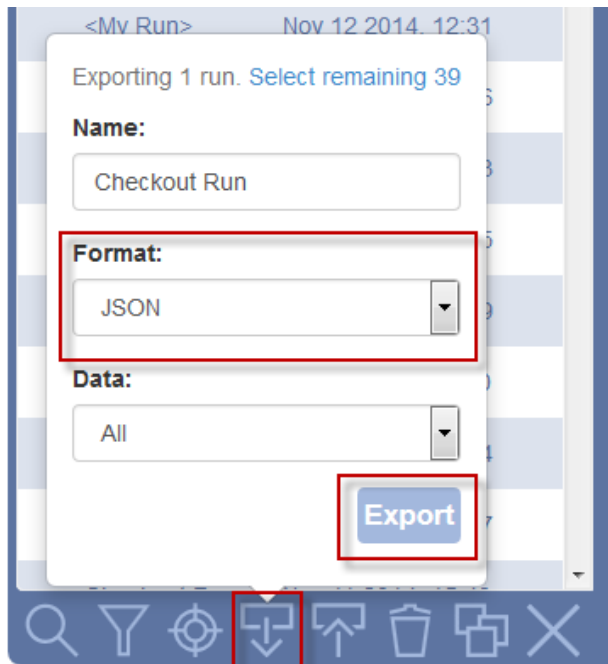 <My Run> Nov 12 2014, 12:31
Exporting 1 run. Select remaining 39
Name:
Checkout Run
Format:
JSON
Data:
All
Export